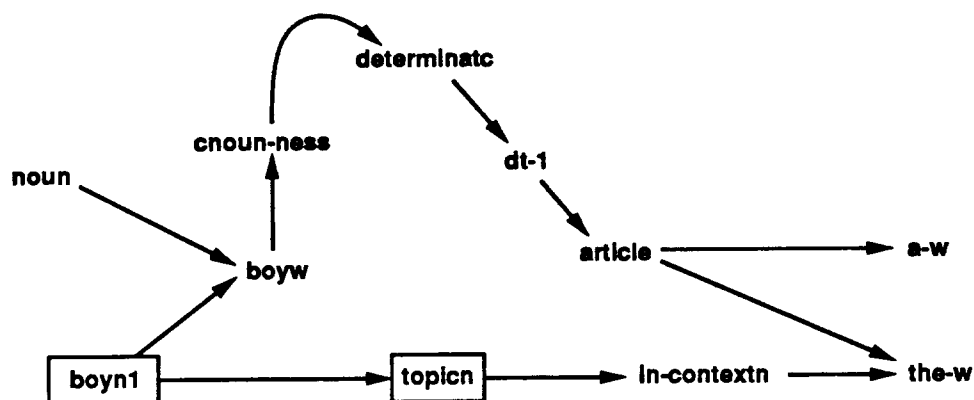 determinatc
cnoun-ness
dt-1
noun
article
a-w
boyw
boyn1
topicn
in-contextn
the-w